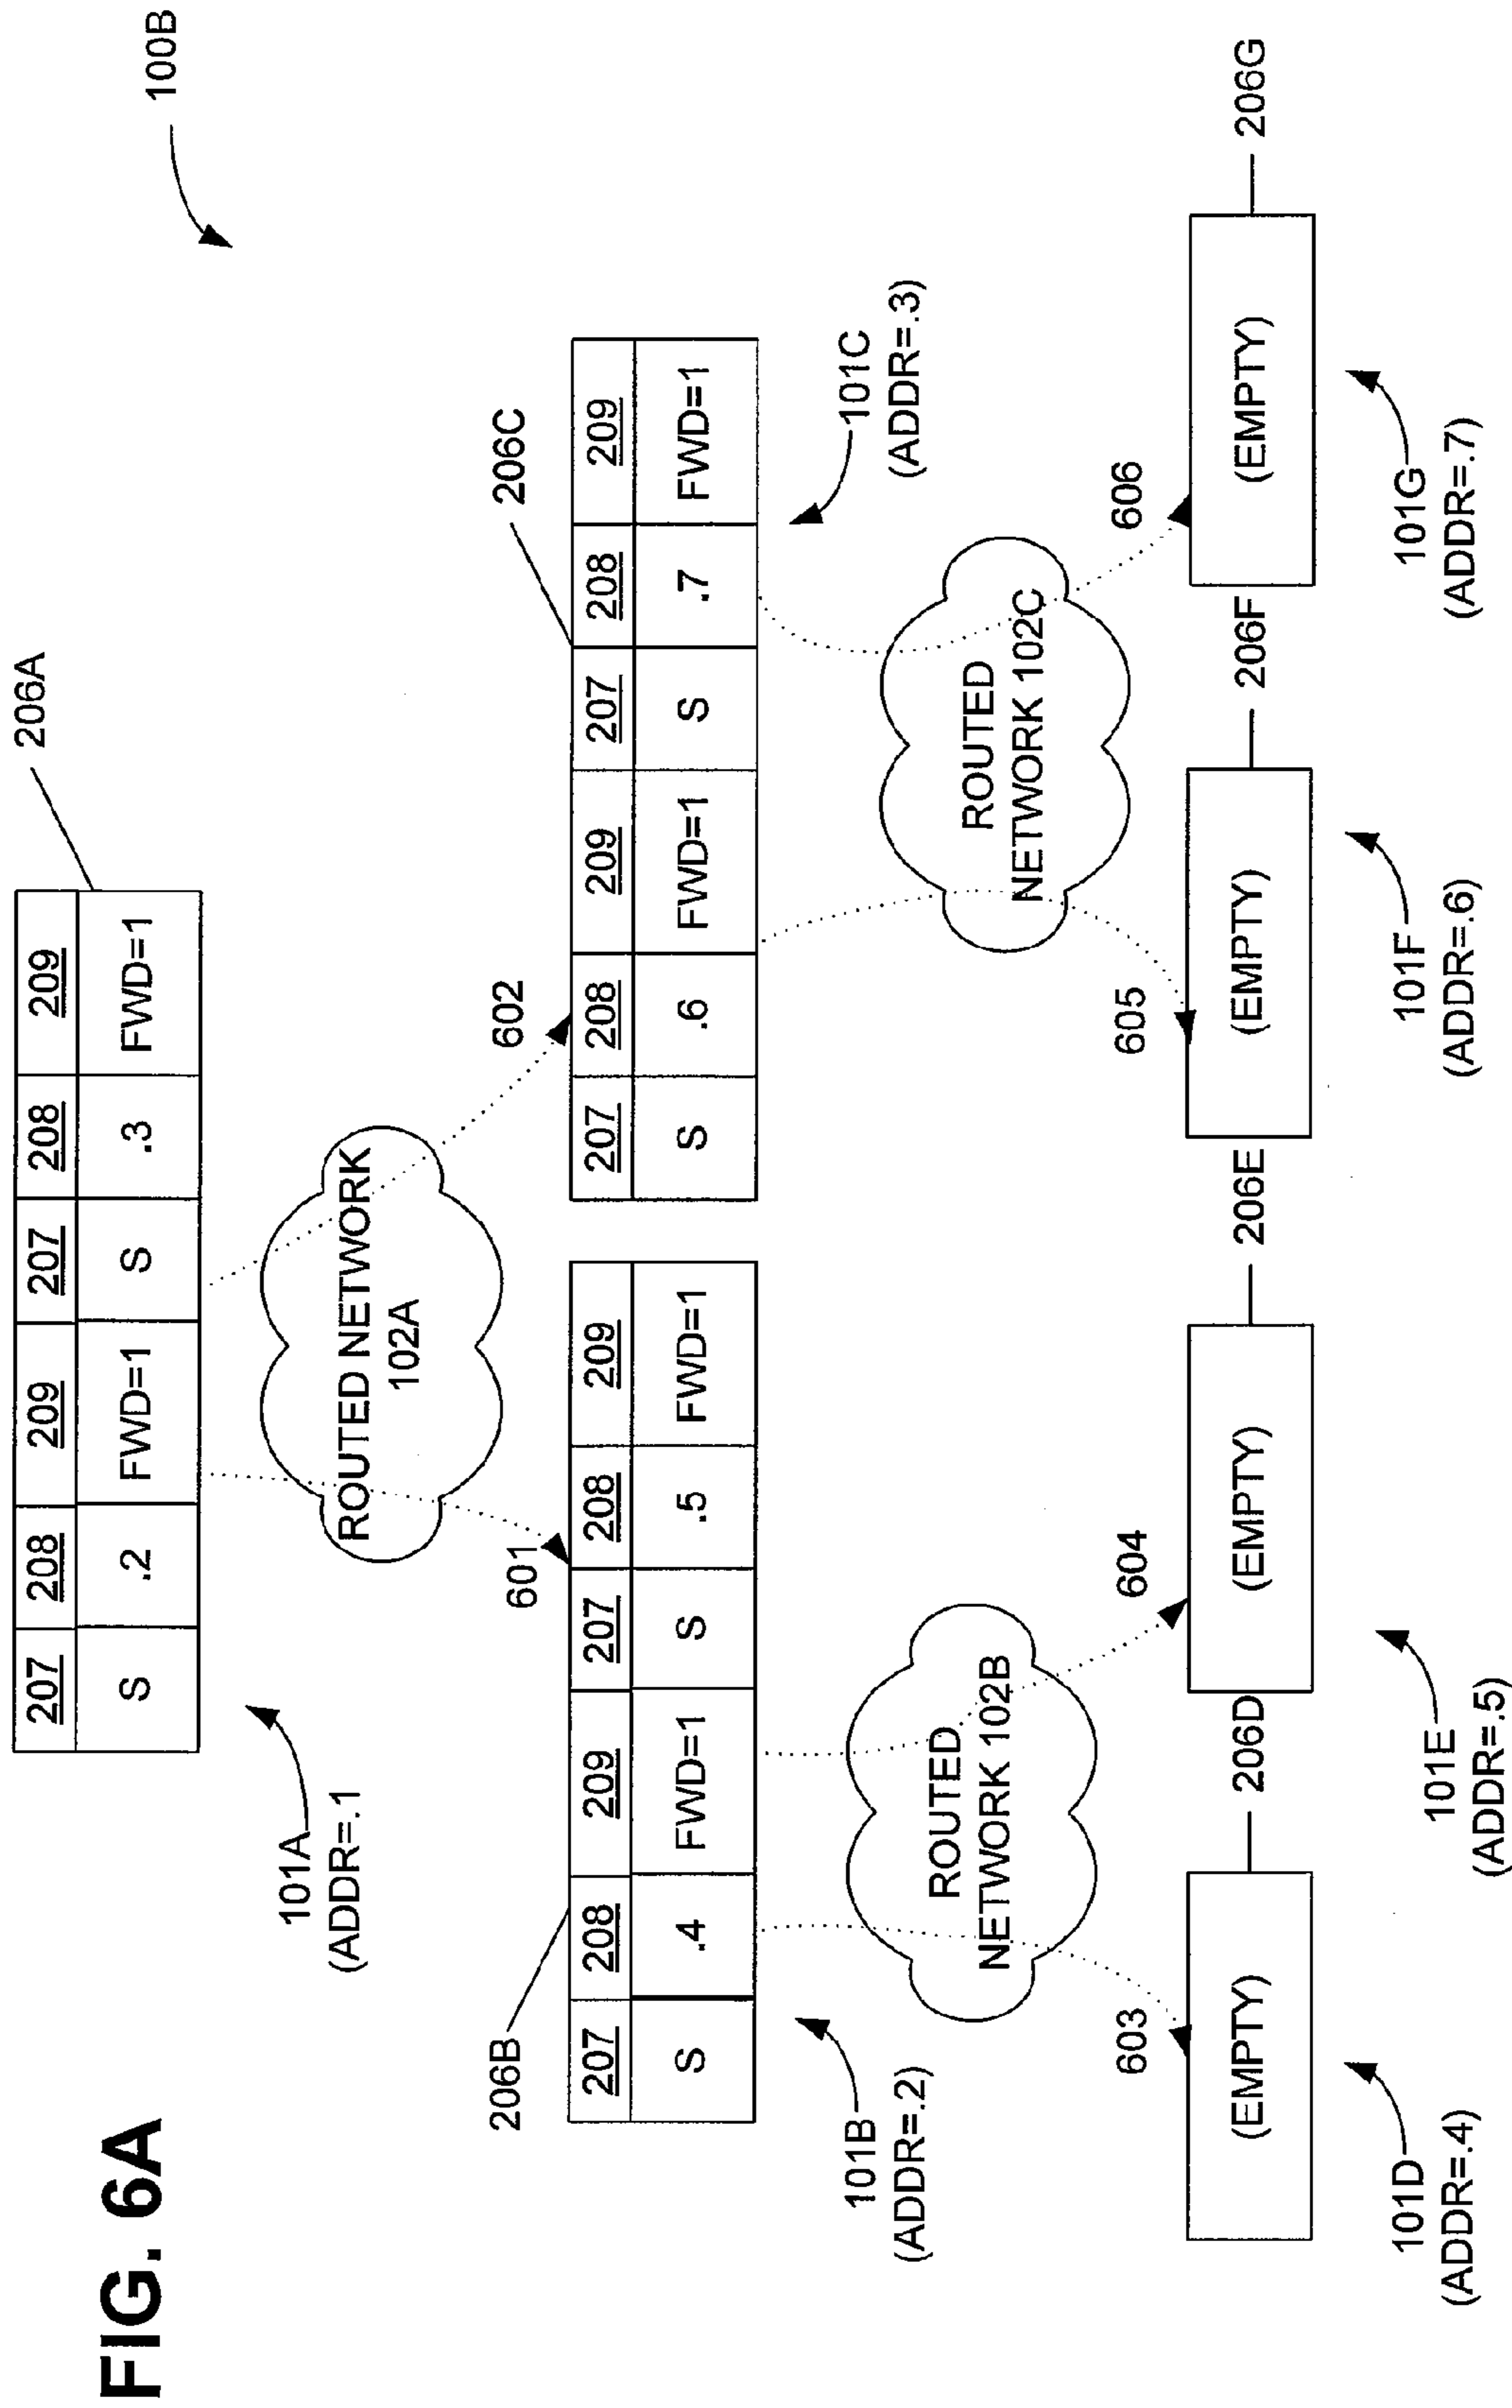 FIG. 6A
100B
206A
207 208 209 207 208 209
S .2 FWD=1 S .3 FWD=1
101A
(ADDR=.1
ROUTED NETWORK
102A
206B
601
602
206C
207 208 209 207 208 209
S .4 FWD=1 S .5 FWD=1
207 208 209 207 208 209
S .6 FWD=1 S .7 FWD=1
101B
(ADDR=.2)
101C
(ADDR=.3)
ROUTED
NETWORK 102B
ROUTED
NETWORK 102C
603
604
605
606
(EMPTY)
206D
(EMPTY)
206E
(EMPTY)
206F
(EMPTY)
206G
101D
(ADDR=.4)
101E
(ADDR=.5)
101F
(ADDR=.6)
101G
(ADDR=.7)